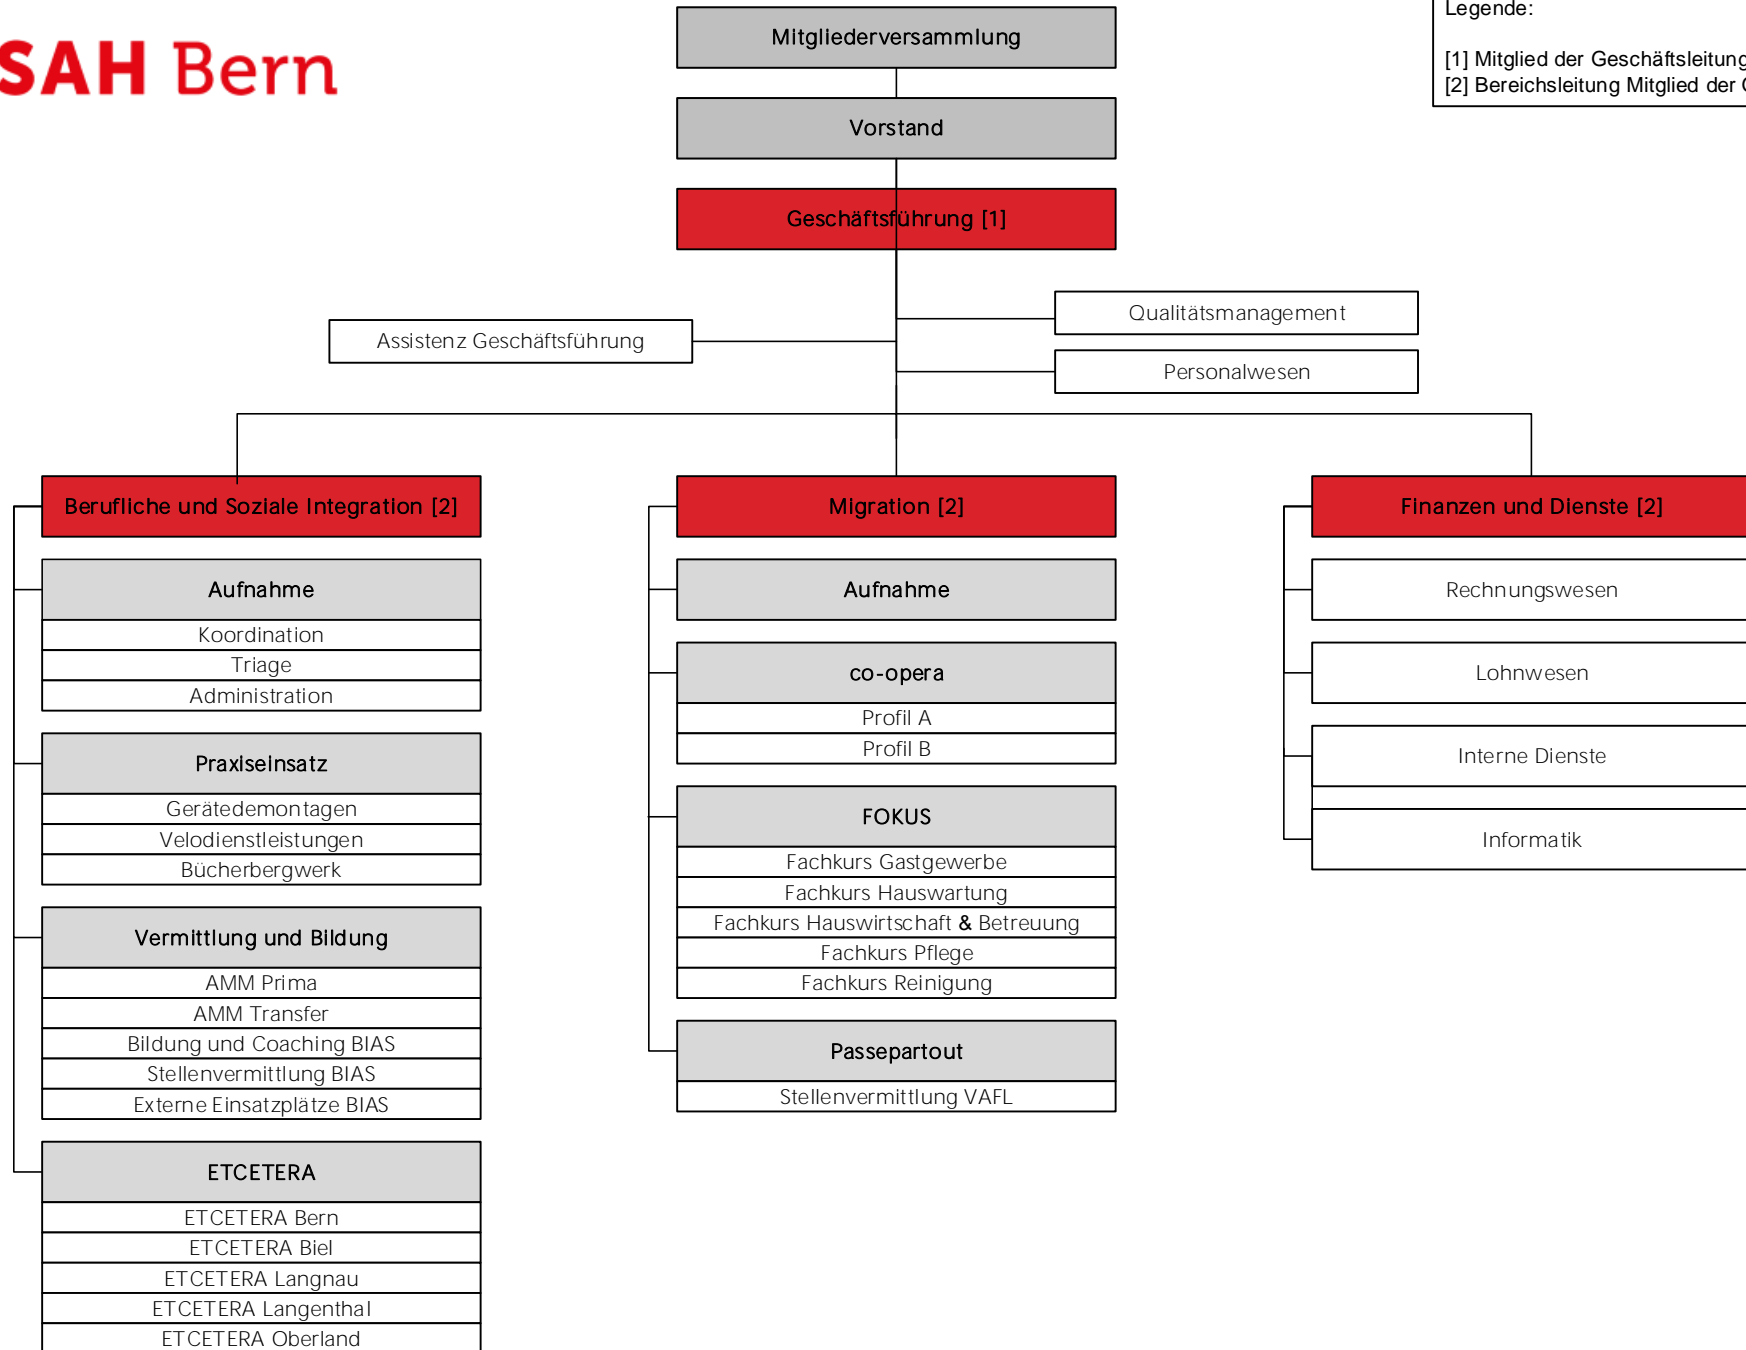 SAH Bern
Mitgliederversammlung
Legende:
[1] Mitglied der Geschäftsleitung
[2] Bereichsleitung Mitglied der
Vorstand
Geschäftsführung [1]
Qualitätsmanagement
Assistenz Geschäftsführung
Personalwesen
Berufliche und Soziale Integration [2]
Aufnahme
Koordination
Triage
Administration
Praxiseinsatz
Gerätedemontagen
Velodienstleistungen
Bücherbergwerk
Vermittlung und Bildung
AMM Prima
AMM Transfer
Bildung und Coaching BIAS
Stellenvermittlung BIAS
Externe Einsatzplätze BIAS
ETCETERA
ETCETERA Bern
ETCETERA Biel
ETCETERA Langnau
ETCETERA Langenthal
ETCETERA Oberland
Migration [2]
Aufnahme
co-opera
Profil A
Profil B
FOKUS
Fachkurs Gastgewerbe
Fachkurs Hauswartung
Fachkurs Hauswirtschaft & Betreuung
Fachkurs Pflege
Fachkurs Reinigung
Passepartout
Stellenvermittlung VAFL
Finanzen und Dienste [2]
Rechnungswesen
Lohnwesen
Interne Dienste
Informatik